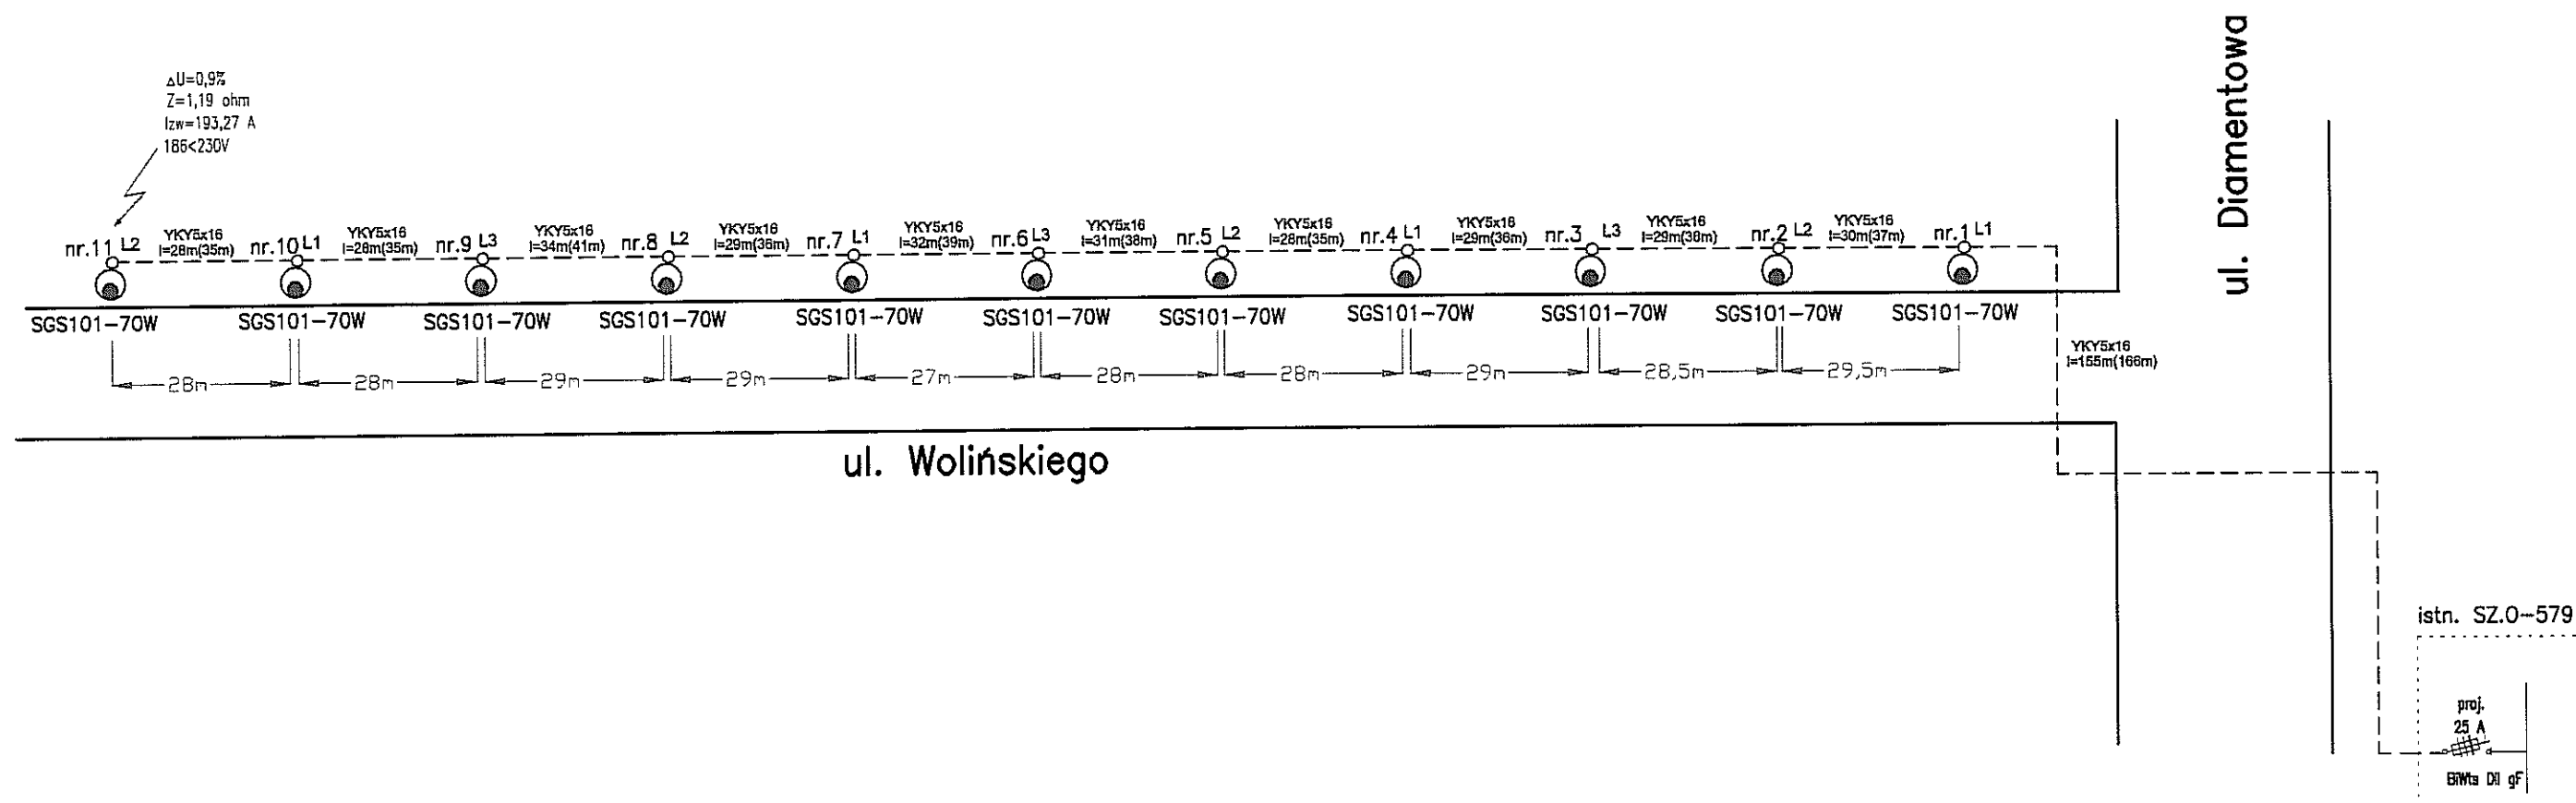 ul. Diamentowa
ΔU=0,9%
Z=1,19 ohm
Izw=193,27 A
186<230V
nr.11 L2
YKY5x16
l=28m(35m)
nr.10 L1
YKY5x16
l=28m(35m)
nr.9 L3
YKY5x16
l=34m(41m)
nr.8 L2
YKY5x16
l=29m(36m)
nr.7 L1
YKY5x16
l=32m(39m)
nr.6 L3
YKY5x16
l=31m(38m)
nr.5 L2
YKY5x16
l=28m(35m)
nr.4 L1
YKY5x16
l=29m(36m)
nr.3 L3
YKY5x16
l=29m(38m)
nr.2 L2
YKY5x16
l=30m(37m)
nr.1 L1
SGS101-70W
SGS101-70W
SGS101-70W
SGS101-70W
SGS101-70W
SGS101-70W
SGS101-70W
SGS101-70W
SGS101-70W
SGS101-70W
SGS101-70W
YKY5x16
l=155m(166m)
28m
28m
29m
29m
27m
28m
28m
29m
28,5m
29,5m
ul. Wolińskiego
istn. SZ.O-579
proj.
25 A
BiWts DII gF